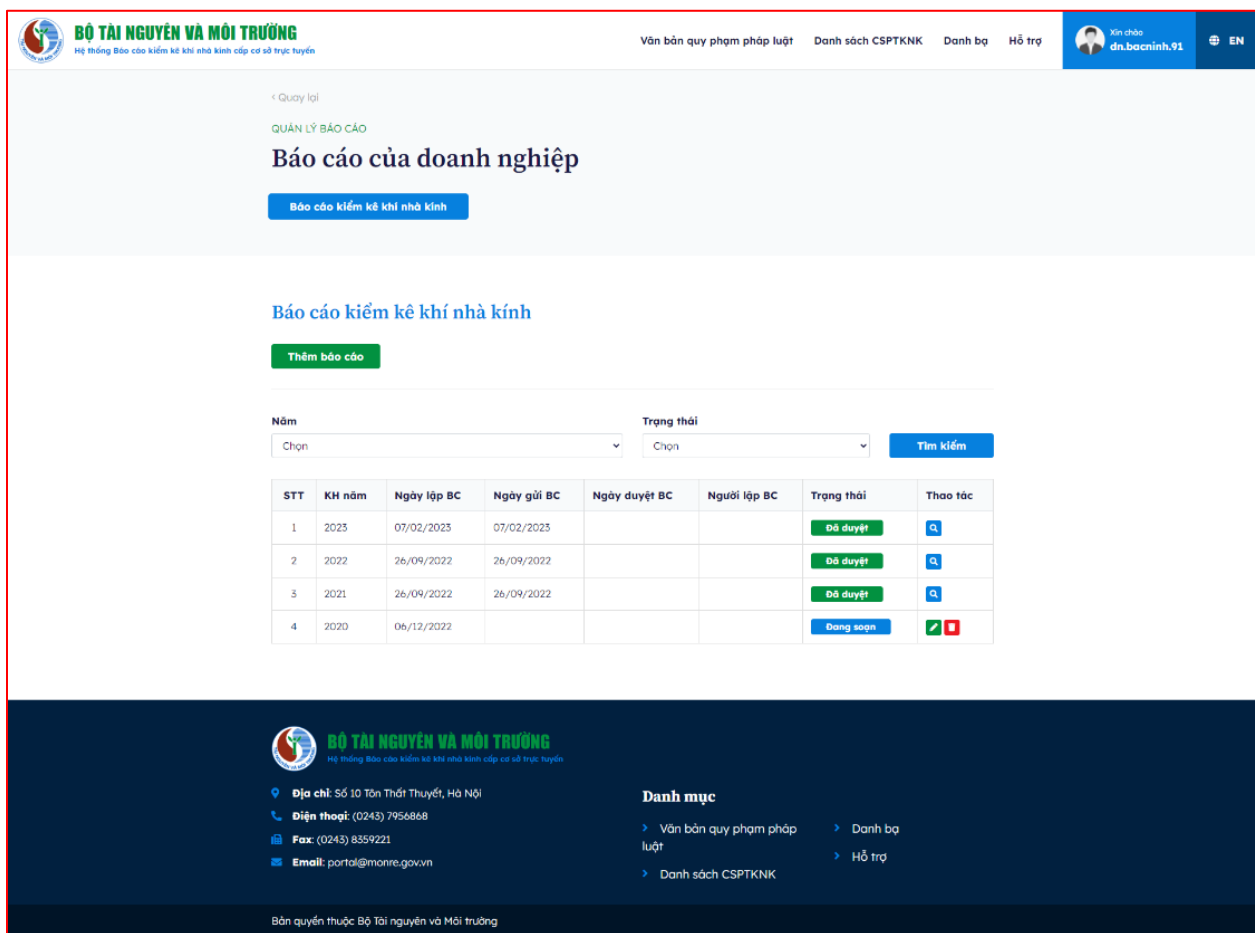 BỘ TÀI NGUYÊN VÀ MÔI TRƯỜNG
Hệ thống Báo cáo kiểm kê khí nhà kính cấp cơ sở trực tuyến
Văn bản quy phạm pháp luật Danh sách CSPTKNK Danh bạ Hỗ trợ
Xin chào
dn.bacninh.91
EN
‹ Quay lại
QUẢN LÝ BÁO CÁO
Báo cáo của doanh nghiệp
Báo cáo kiểm kê khí nhà kính
Báo cáo kiểm kê khí nhà kính
Thêm báo cáo
Năm Trạng thái
Chọn Chọn Tìm kiếm
STT KH năm Ngày lập BC Ngày gửi BC Ngày duyệt BC Người lập BC Trạng thái Thao tác
1 2023 07/02/2023 07/02/2023 Đã duyệt
2 2022 26/09/2022 26/09/2022 Đã duyệt
3 2021 26/09/2022 26/09/2022 Đã duyệt
4 2020 06/12/2022 Đang soạn
BỘ TÀI NGUYÊN VÀ MÔI TRƯỜNG
Hệ thống Báo cáo kiểm kê khí nhà kính cấp cơ sở trực tuyến
Địa chỉ: Số 10 Tôn Thất Thuyết, Hà Nội
Điện thoại: (0243) 7956868
Fax: (0243) 8359221
Email: portal@monre.gov.vn
Danh mục
› Văn bản quy phạm pháp
luật
› Danh sách CSPTKNK
› Danh bạ
› Hỗ trợ
Bản quyền thuộc Bộ Tài nguyên và Môi trường